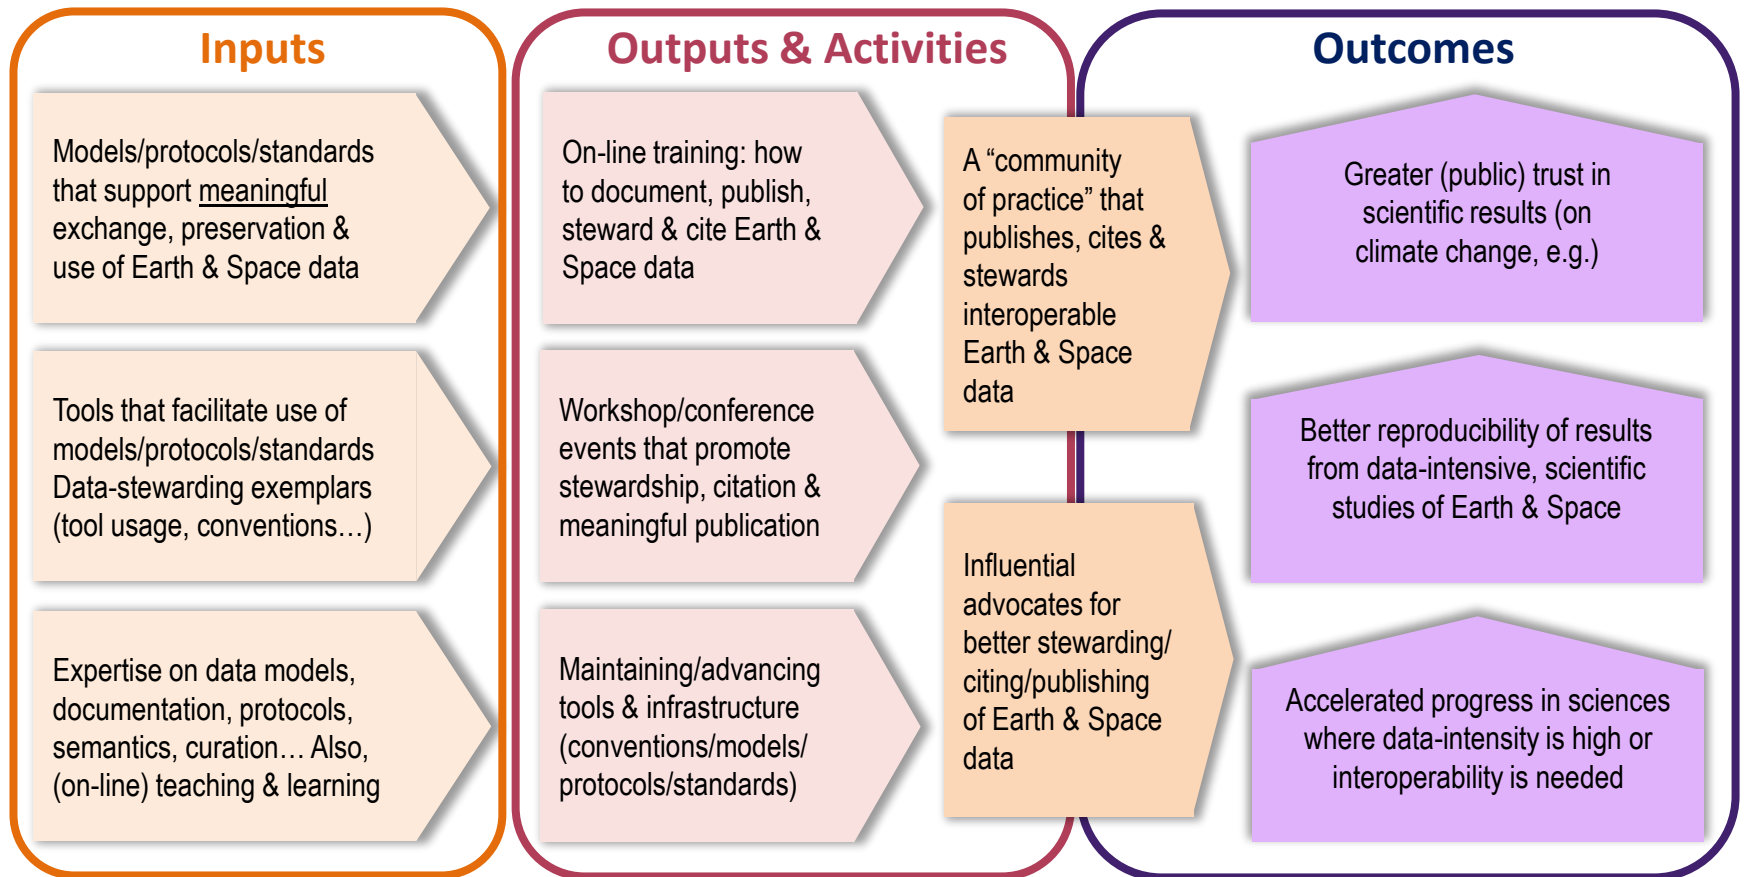 Inputs
Models/protocols/standards
that support meaningful
exchange, preservation &
use of Earth & Space data
Tools that facilitate use of
models/protocols/standards
Data-stewarding exemplars
(tool usage, conventions…)
Expertise on data models,
documentation, protocols,
semantics, curation… Also,
(on-line) teaching & learning
Outputs & Activities
On-line training: how
to document, publish,
steward & cite Earth &
Space data
Workshop/conference
events that promote
stewardship, citation &
meaningful publication
Maintaining/advancing
tools & infrastructure
(conventions/models/
protocols/standards)
A “community
of practice” that
publishes, cites &
stewards
interoperable
Earth & Space
data
Influential
advocates for
better stewarding/
citing/publishing
of Earth & Space
data
Outcomes
Greater (public) trust in
scientific results (on
climate change, e.g.)
Better reproducibility of results
from data-intensive, scientific
studies of Earth & Space
Accelerated progress in sciences
where data-intensity is high or
interoperability is needed